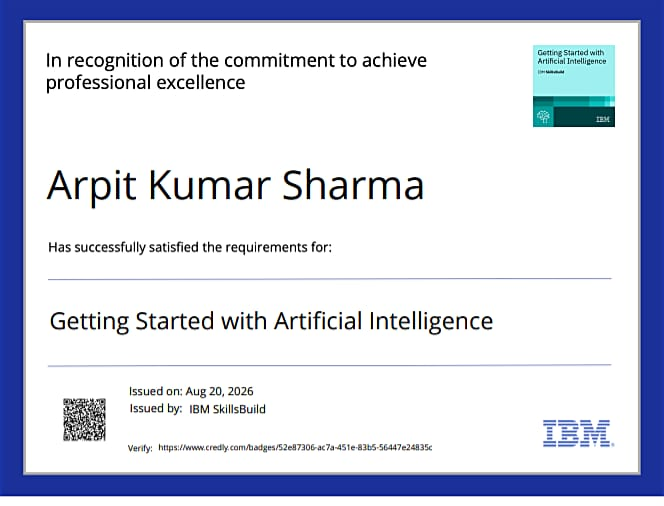 In recognition of the commitment to achieve
professional excellence
Getting Started with
Artificial Intelligence
IBM SkillsBuild
IBM
Arpit Kumar Sharma
Has successfully satisfied the requirements for:
Getting Started with Artificial Intelligence
Issued on: Aug 20, 2026
Issued by: IBM SkillsBuild
Verify: https://www.credly.com/badges/52e87306-ac7a-451e-83b5-56447e24835c
IBM.